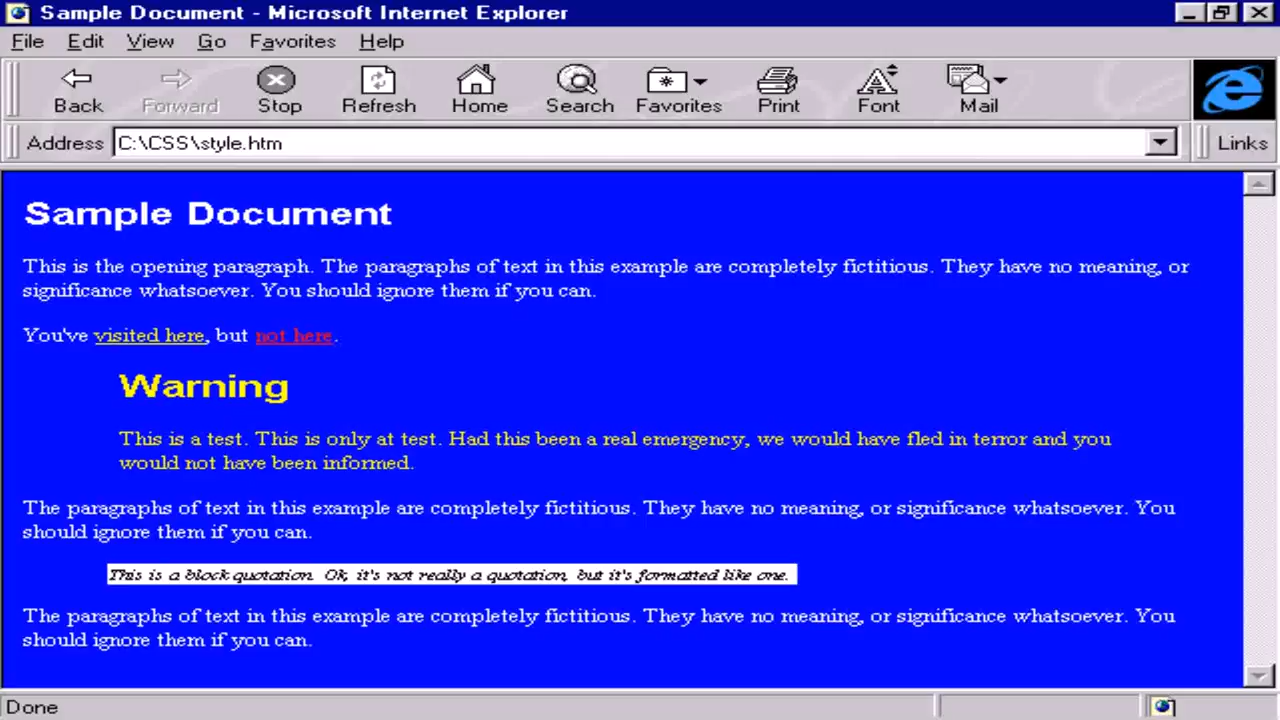 Sample Document - Microsoft Internet Explorer
File Edit View Go Favorites Help
Back Forward Stop Refresh Home Search Favorites Print Font Mail
Address C:\CSS\style.htm Links
Sample Document
This is the opening paragraph. The paragraphs of text in this example are completely fictitious. They have no meaning, or
significance whatsoever. You should ignore them if you can.
You've visited here, but not here.
Warning
This is a test. This is only at test. Had this been a real emergency, we would have fled in terror and you
would not have been informed.
The paragraphs of text in this example are completely fictitious. They have no meaning, or significance whatsoever. You
should ignore them if you can.
This is a block quotation. Ok, it's not really a quotation, but it's formatted like one.
The paragraphs of text in this example are completely fictitious. They have no meaning, or significance whatsoever. You
should ignore them if you can.
Done